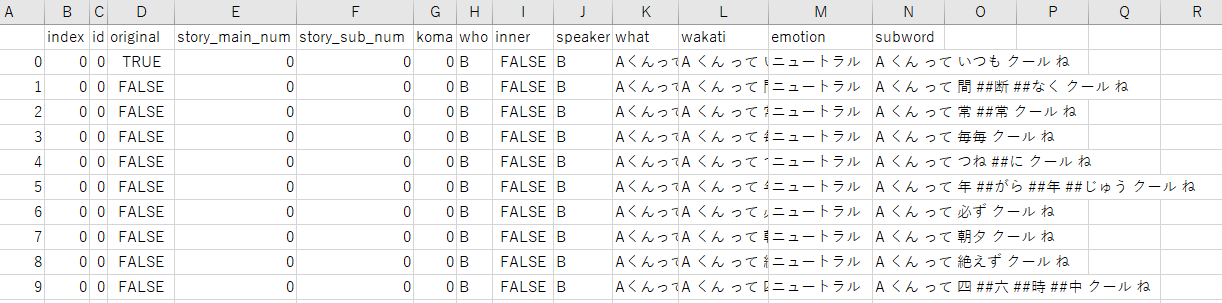 A B C D E F G H I J K L M N O P Q R
index id original story_main_num story_sub_num koma who inner speaker what wakati emotion subword
0 0 0 TRUE 0 0 0 B FALSE B Aくんって A くん って ニュートラル A くん って いつも クール ね
1 0 0 FALSE 0 0 0 B FALSE B Aくんって A くん って ニュートラル A くん って 間 ##断 ##なく クール ね
2 0 0 FALSE 0 0 0 B FALSE B Aくんって A くん って ニュートラル A くん って 常 ##常 クール ね
3 0 0 FALSE 0 0 0 B FALSE B Aくんって A くん って ニュートラル A くん って 毎毎 クール ね
4 0 0 FALSE 0 0 0 B FALSE B Aくんって A くん って ニュートラル A くん って つね ##に クール ね
5 0 0 FALSE 0 0 0 B FALSE B Aくんって A くん って ニュートラル A くん って 年 ##がら ##年 ##じゅう クール ね
6 0 0 FALSE 0 0 0 B FALSE B Aくんって A くん って ニュートラル A くん って 必ず クール ね
7 0 0 FALSE 0 0 0 B FALSE B Aくんって A くん って ニュートラル A くん って 朝夕 クール ね
8 0 0 FALSE 0 0 0 B FALSE B Aくんって A くん って ニュートラル A くん って 絶えず クール ね
9 0 0 FALSE 0 0 0 B FALSE B Aくんって A くん って ニュートラル A くん って 四 ##六 ##時 ##中 クール ね